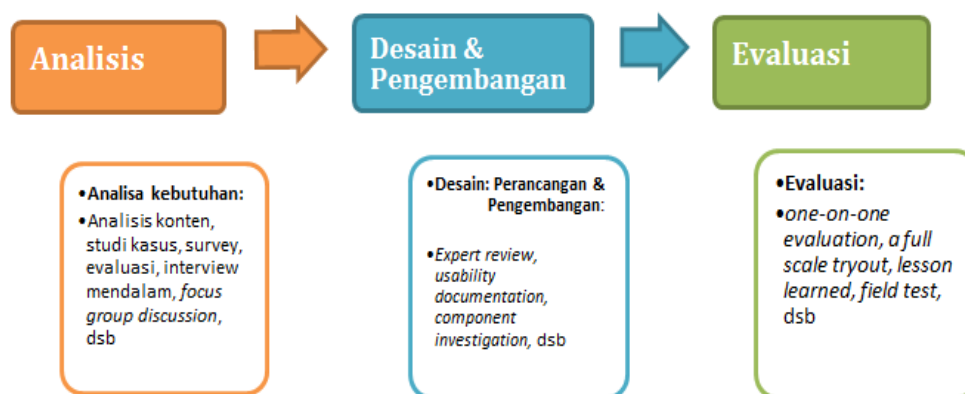 Analisis
Desain &
Pengembangan
Evaluasi
•Analisa kebutuhan:
•Analisis konten,
studi kasus, survey,
evaluasi, interview
mendalam, focus
group discussion,
dsb
•Desain: Perancangan &
Pengembangan:
•Expert review,
usability
documentation,
component
investigation, dsb
•Evaluasi:
•one-on-one
evaluation, a full
scale tryout, lesson
learned, field test,
dsb